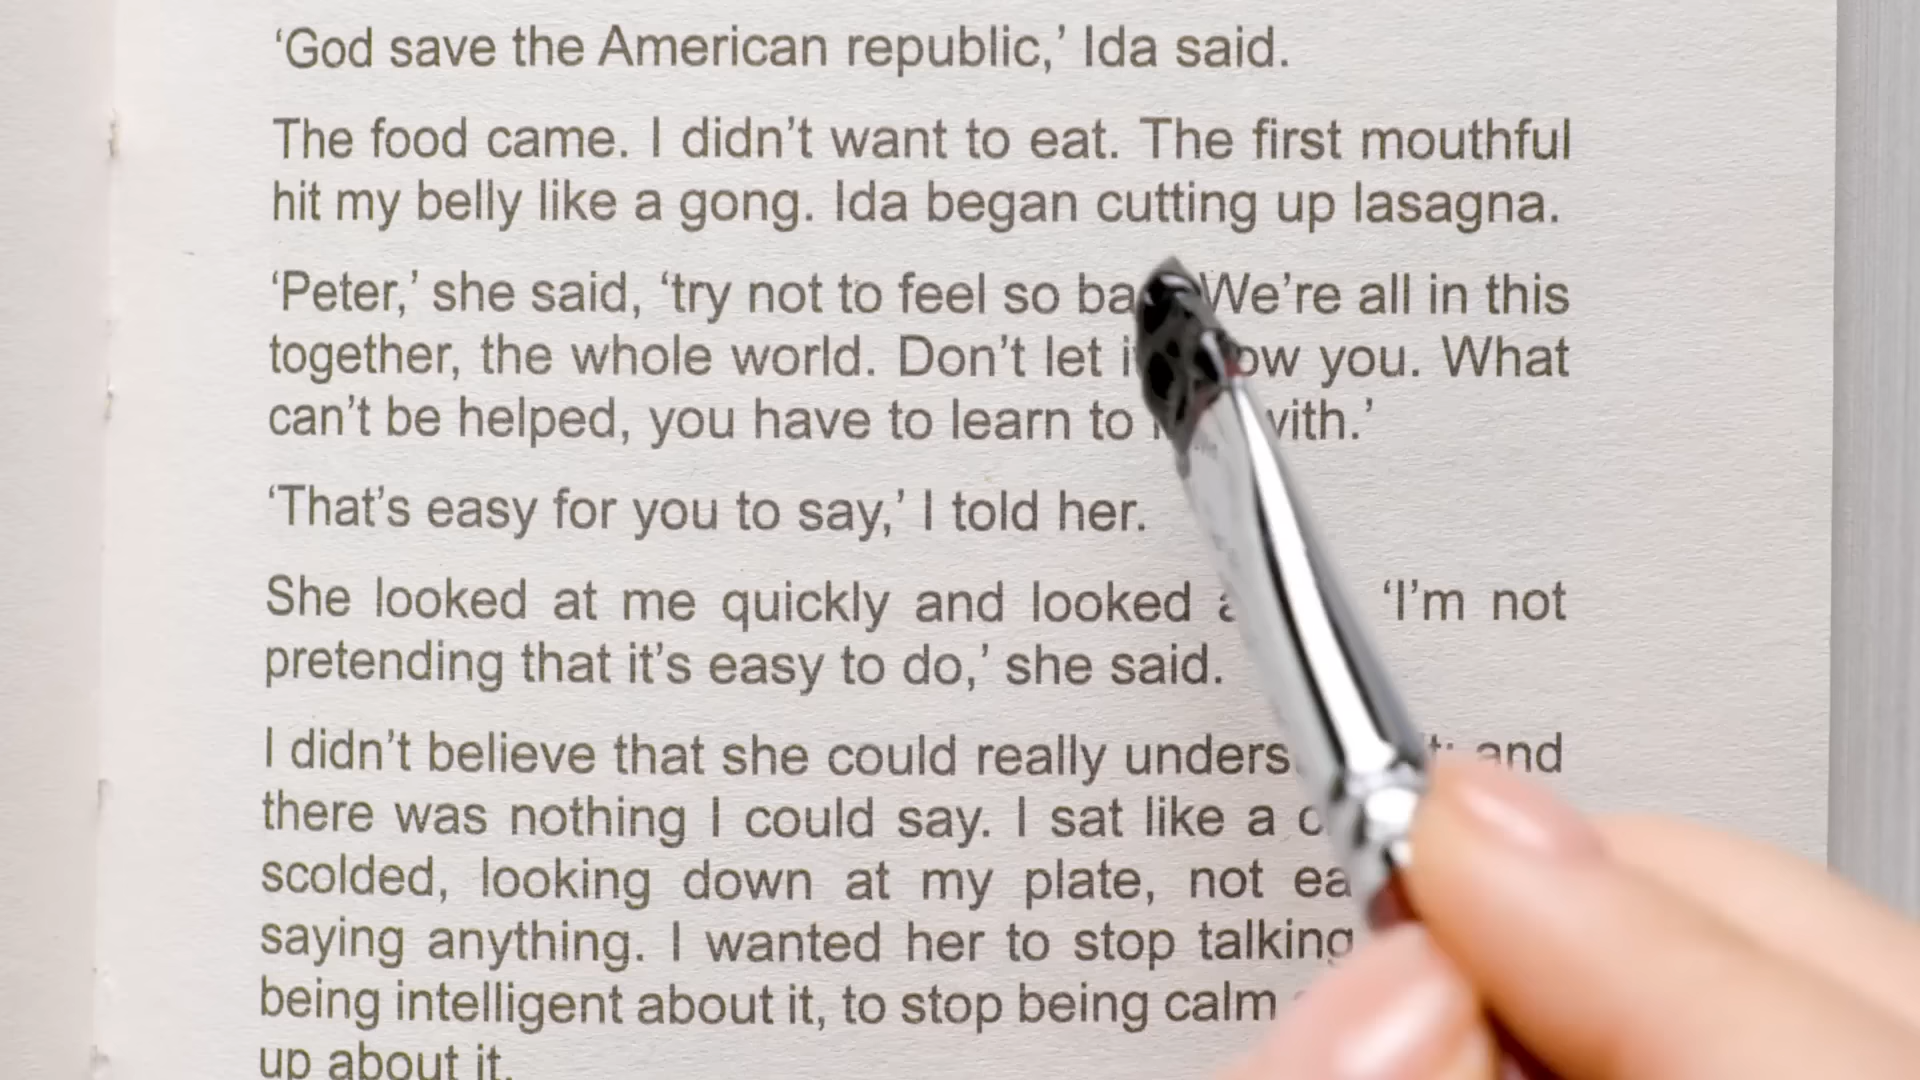 ‘God save the American republic,’ Ida said.
The food came. I didn’t want to eat. The first mouthful
hit my belly like a gong. Ida began cutting up lasagna.
‘Peter,’ she said, ‘try not to feel so We’re all in this
together, the whole world. Don’t let you. What
can’t be helped, you have to learn to with.’
‘That’s easy for you to say,’ I told her.
She looked at me quickly and looked ‘I’m not
pretending that it’s easy to do,’ she said.
I didn’t believe that she could really and
there was nothing I could say. I sat like a
scolded, looking down at my plate, not
saying anything. I wanted her to stop talking
being intelligent about it, to stop being calm
up about it.